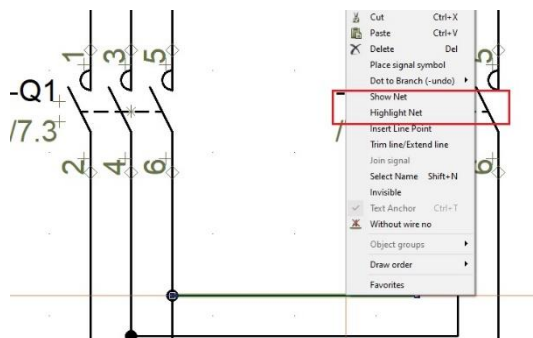 1 3 5
-Q1
/7.3
2 4 6
5
6
Cut Ctrl+X
Paste Ctrl+V
Delete Del
Place signal symbol
Dot to Branch (-undo)
Show Net
Highlight Net
Insert Line Point
Trim line/Extend line
Join signal
Select Name Shift+N
Invisible
Text Anchor Ctrl+T
Without wire no
Object groups
Draw order
Favorites